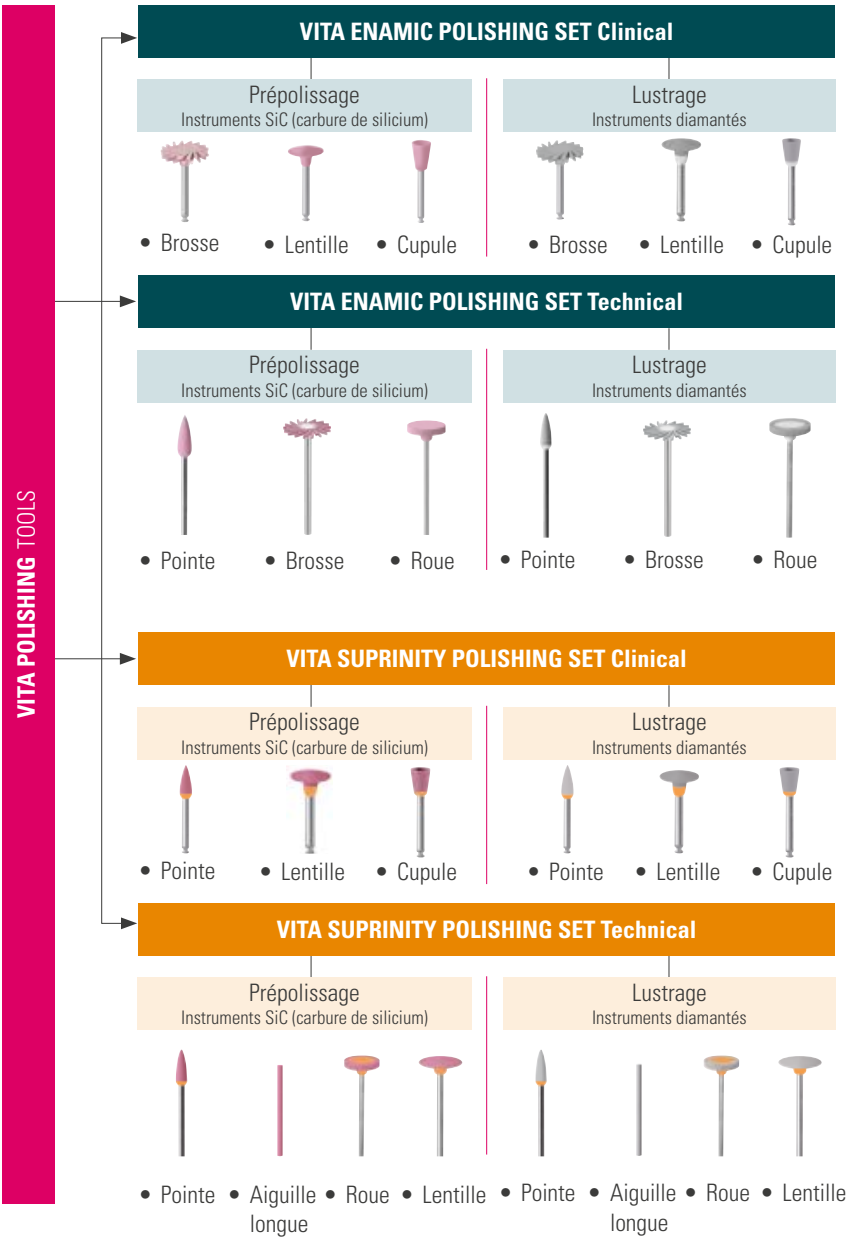 VITA POLISHING TOOLS
VITA ENAMIC POLISHING SET Clinical
Prépolissage
Instruments SiC (carbure de silicium)
Lustrage
Instruments diamantés
• Brosse • Lentille • Cupule
• Brosse • Lentille • Cupule
VITA ENAMIC POLISHING SET Technical
Prépolissage
Instruments SiC (carbure de silicium)
Lustrage
Instruments diamantés
• Pointe • Brosse • Roue
• Pointe • Brosse • Roue
VITA SUPRINITY POLISHING SET Clinical
Prépolissage
Instruments SiC (carbure de silicium)
Lustrage
Instruments diamantés
• Pointe • Lentille • Cupule
• Pointe • Lentille • Cupule
VITA SUPRINITY POLISHING SET Technical
Prépolissage
Instruments SiC (carbure de silicium)
Lustrage
Instruments diamantés
• Pointe • Aiguille • Roue • Lentille
longue
• Pointe • Aiguille • Roue • Lentille
longue